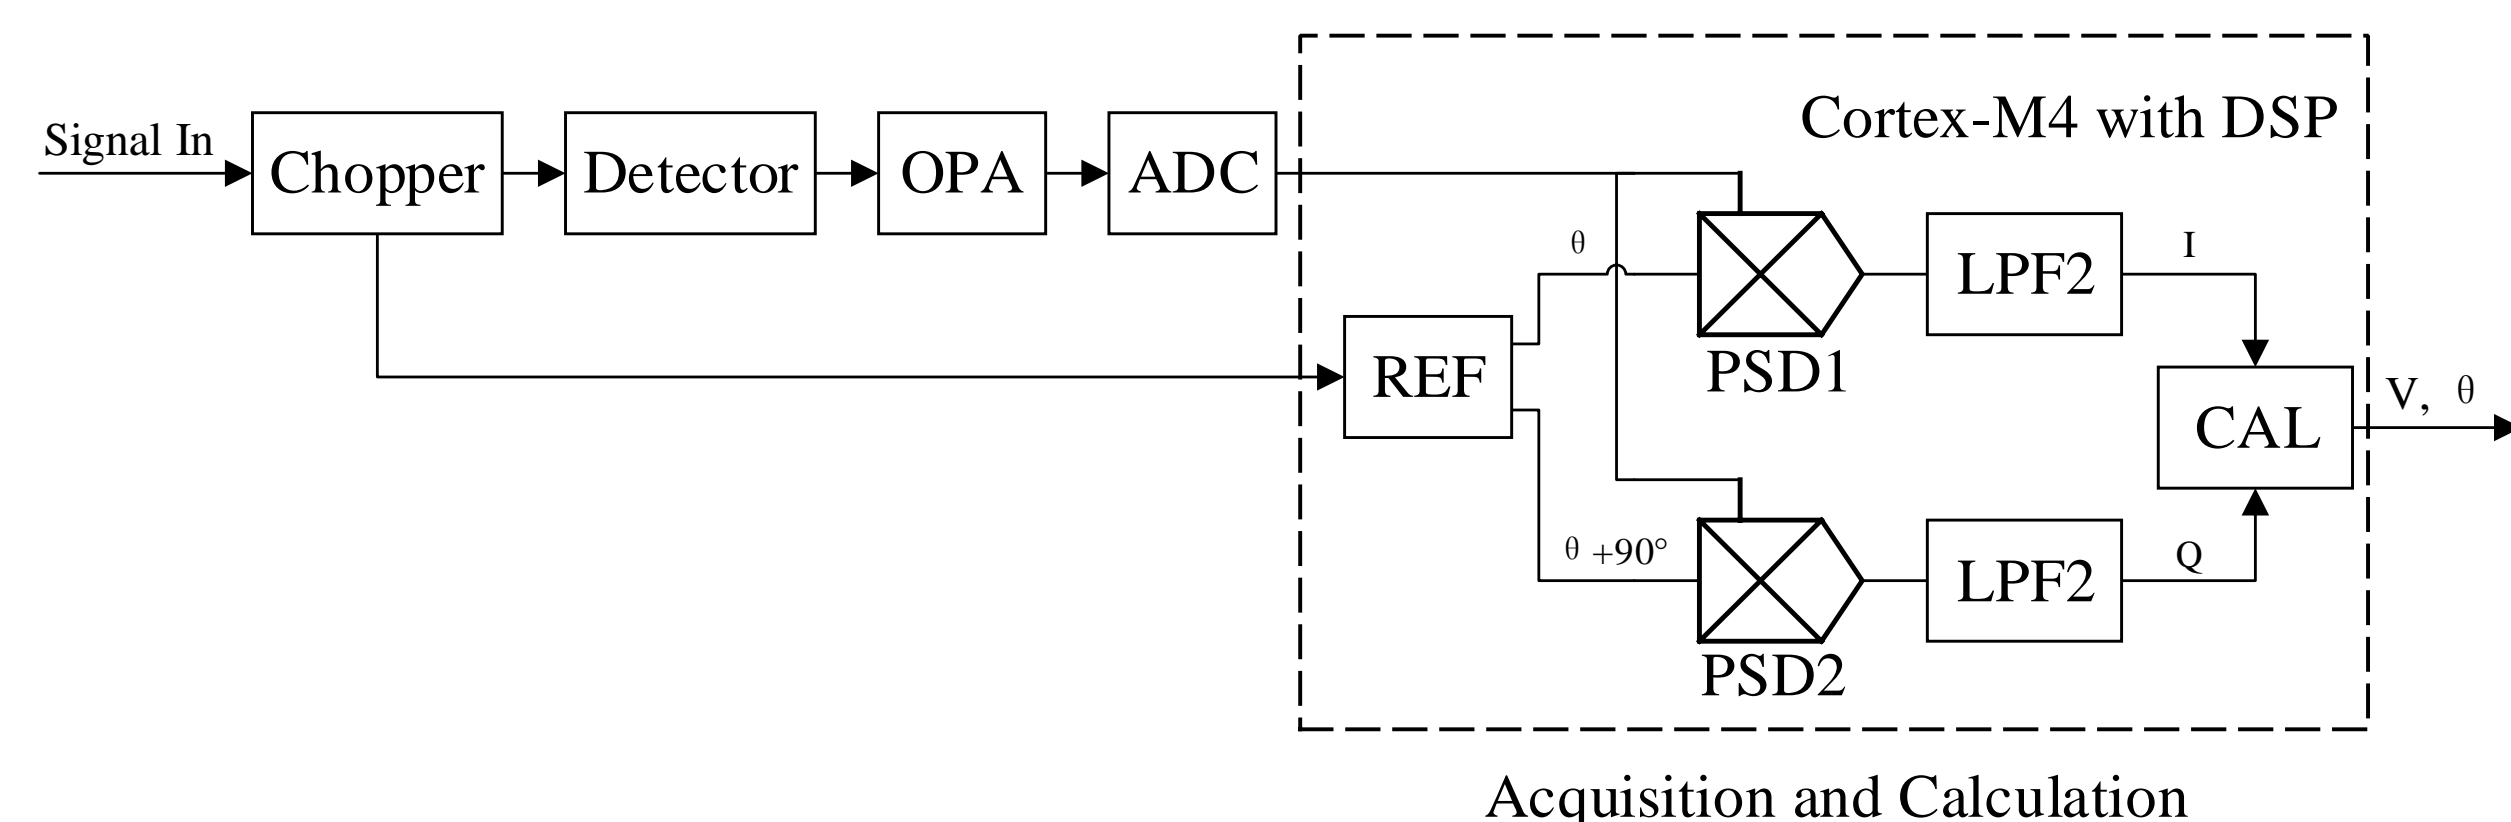 Cortex-M4 with DSP
Signal In
Chopper
Detector
OPA
ADC
θ
LPF2
I
REF
PSD1
CAL
V, θ
θ +90°
LPF2
Q
PSD2
Acquisition and Calculation